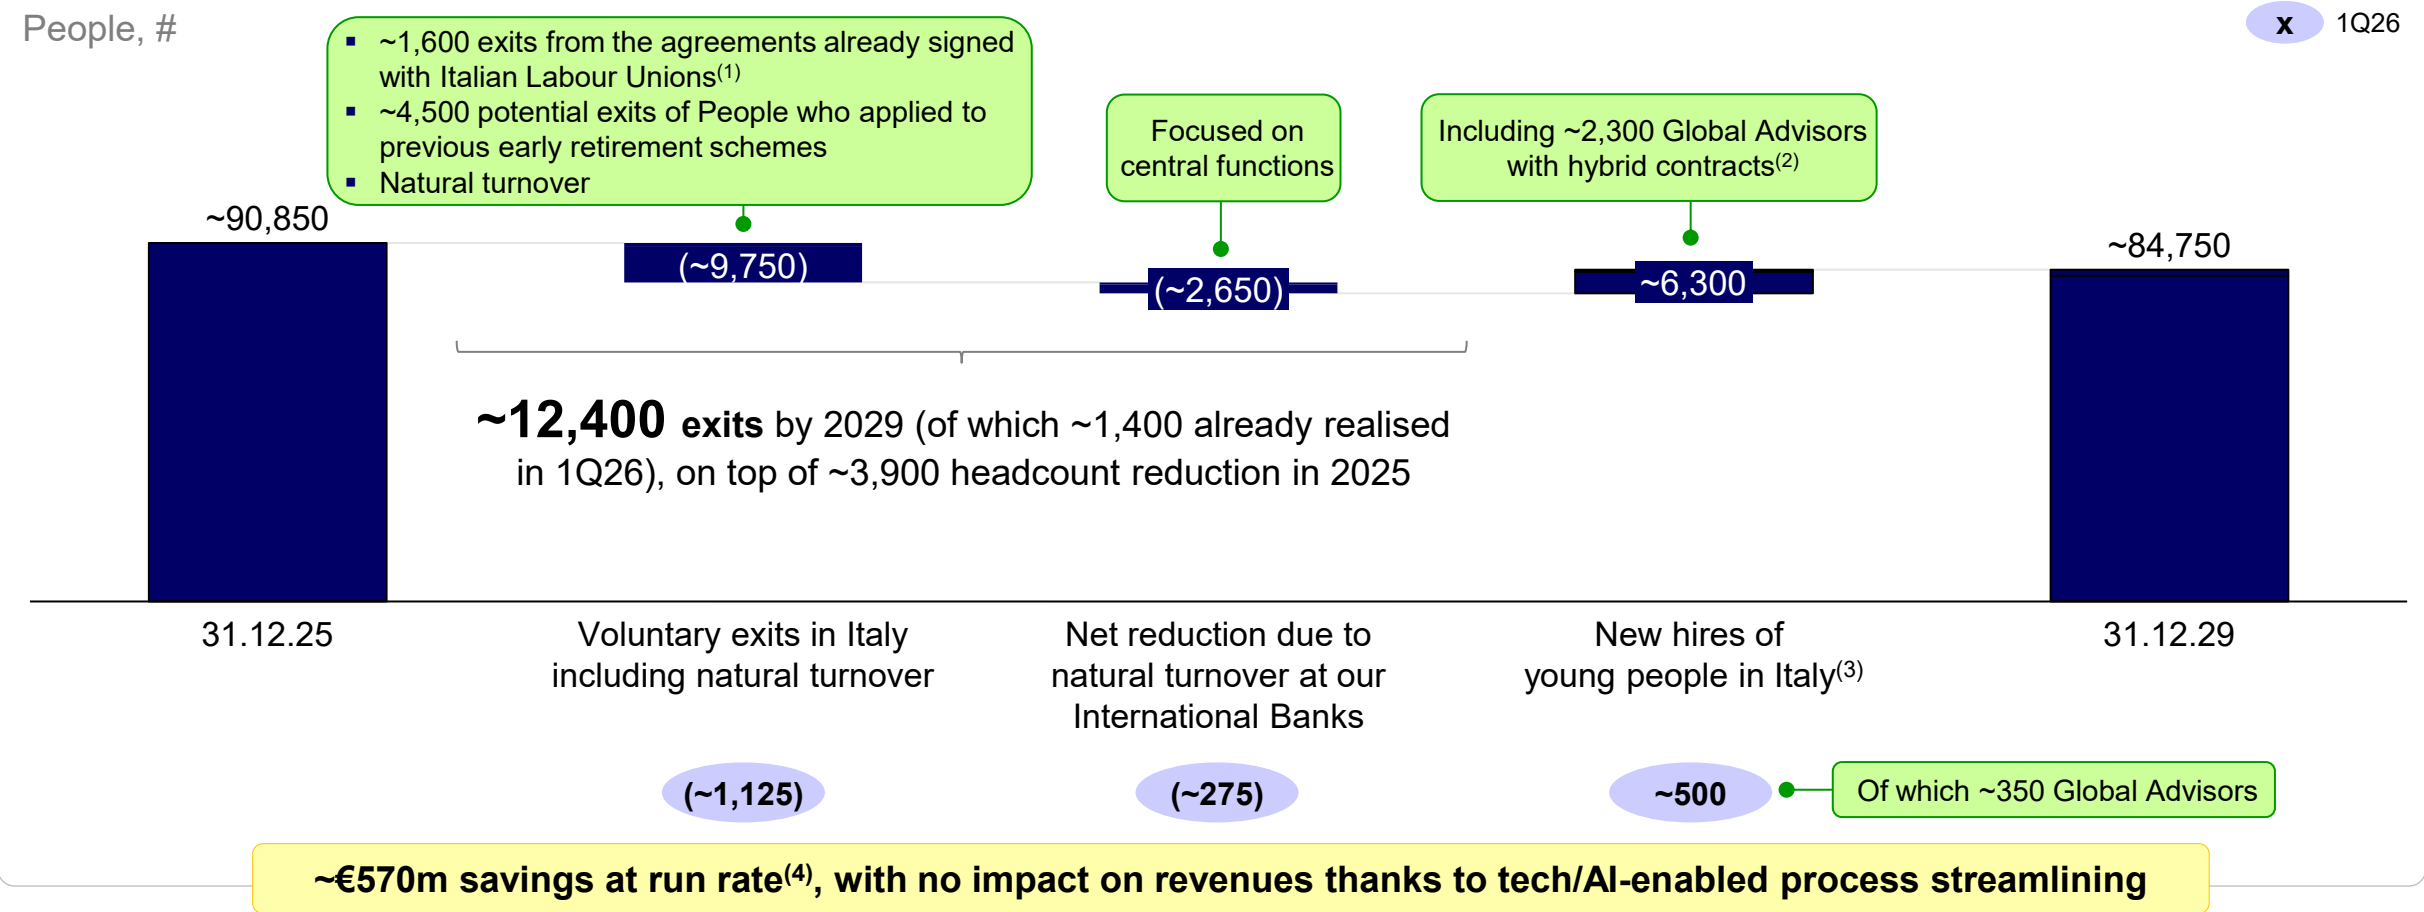 People, #
x 1Q26
▪ ~1,600 exits from the agreements already signed
with Italian Labour Unions(1)
▪ ~4,500 potential exits of People who applied to
previous early retirement schemes
▪ Natural turnover
Focused on
central functions
Including ~2,300 Global Advisors
with hybrid contracts(2)
~90,850
(~9,750)
(~2,650)
~6,300
~84,750
~12,400 exits by 2029 (of which ~1,400 already realised
in 1Q26), on top of ~3,900 headcount reduction in 2025
31.12.25
Voluntary exits in Italy
including natural turnover
Net reduction due to
natural turnover at our
International Banks
New hires of
young people in Italy(3)
31.12.29
(~1,125)
(~275)
~500
Of which ~350 Global Advisors
~€570m savings at run rate(4), with no impact on revenues thanks to tech/AI-enabled process streamlining